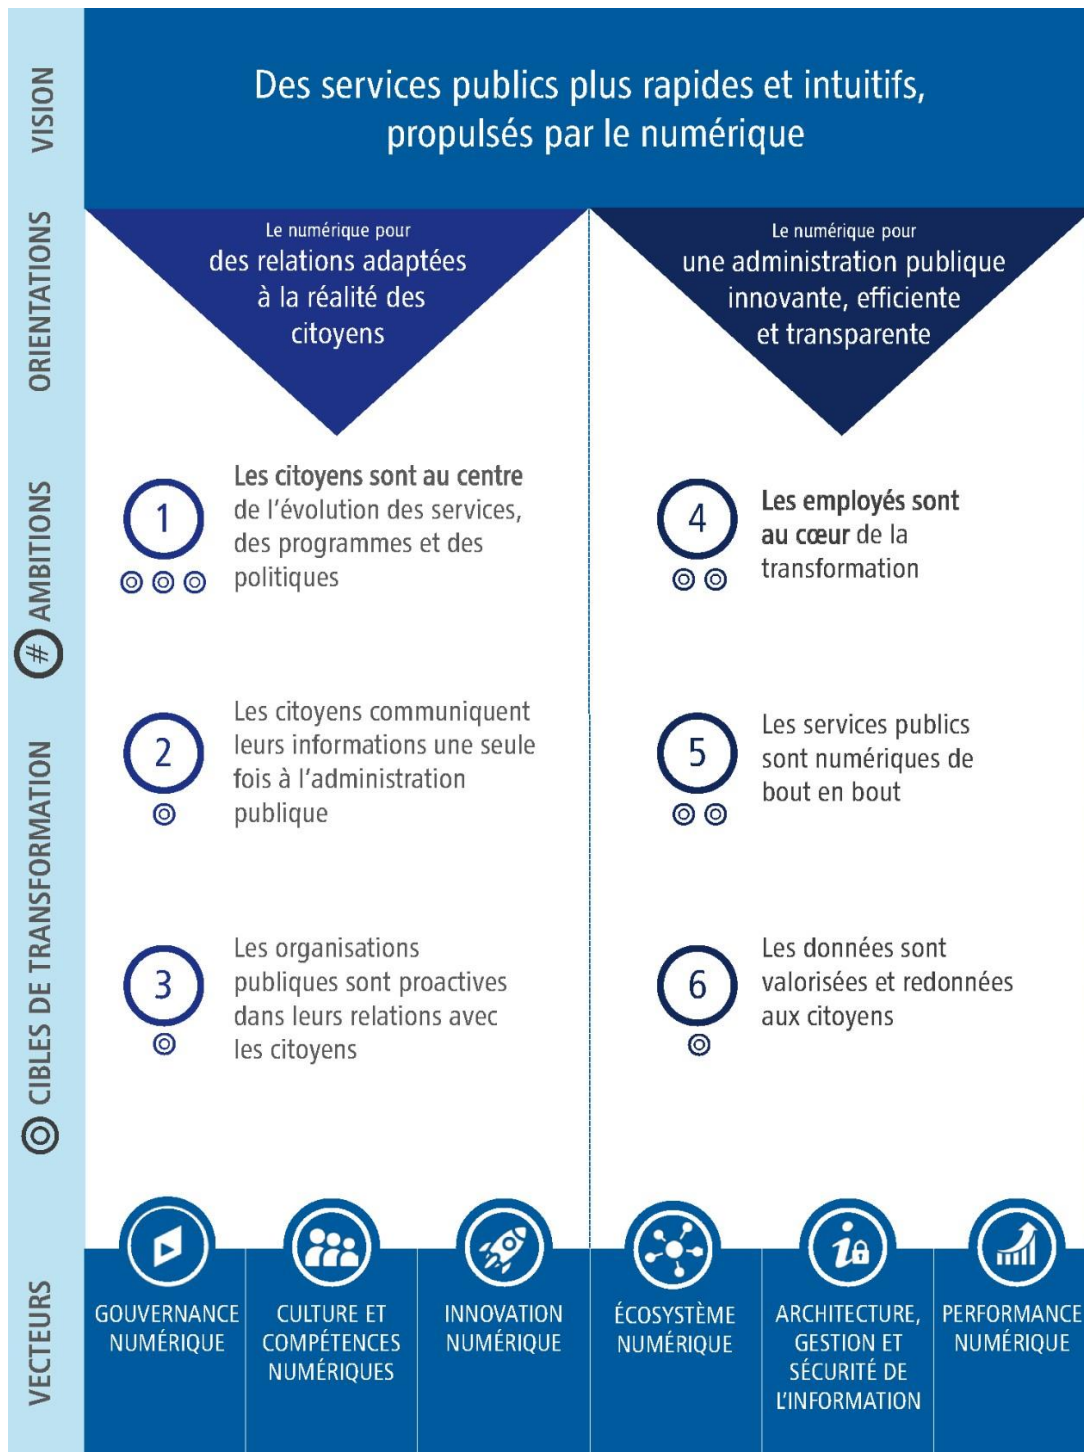 VISION
Des services publics plus rapides et intuitifs,
propulsés par le numérique
ORIENTATIONS
Le numérique pour
des relations adaptées
à la réalité des
citoyens
Le numérique pour
une administration publique
innovante, efficiente
et transparente
# AMBITIONS
CIBLES DE TRANSFORMATION
1
Les citoyens sont au centre
de l'évolution des services,
des programmes et des
politiques
2
Les citoyens communiquent
leurs informations une seule
fois à l'administration
publique
3
Les organisations
publiques sont proactives
dans leurs relations avec
les citoyens
4
Les employés sont
au cœur de la
transformation
5
Les services publics
sont numériques de
bout en bout
6
Les données sont
valorisées et redonnées
aux citoyens
VECTEURS
GOUVERNANCE
NUMÉRIQUE
CULTURE ET
COMPÉTENCES
NUMÉRIQUES
INNOVATION
NUMÉRIQUE
ÉCOSYSTÈME
NUMÉRIQUE
i
ARCHITECTURE,
GESTION ET
SÉCURITÉ DE
L'INFORMATION
PERFORMANCE
NUMÉRIQUE